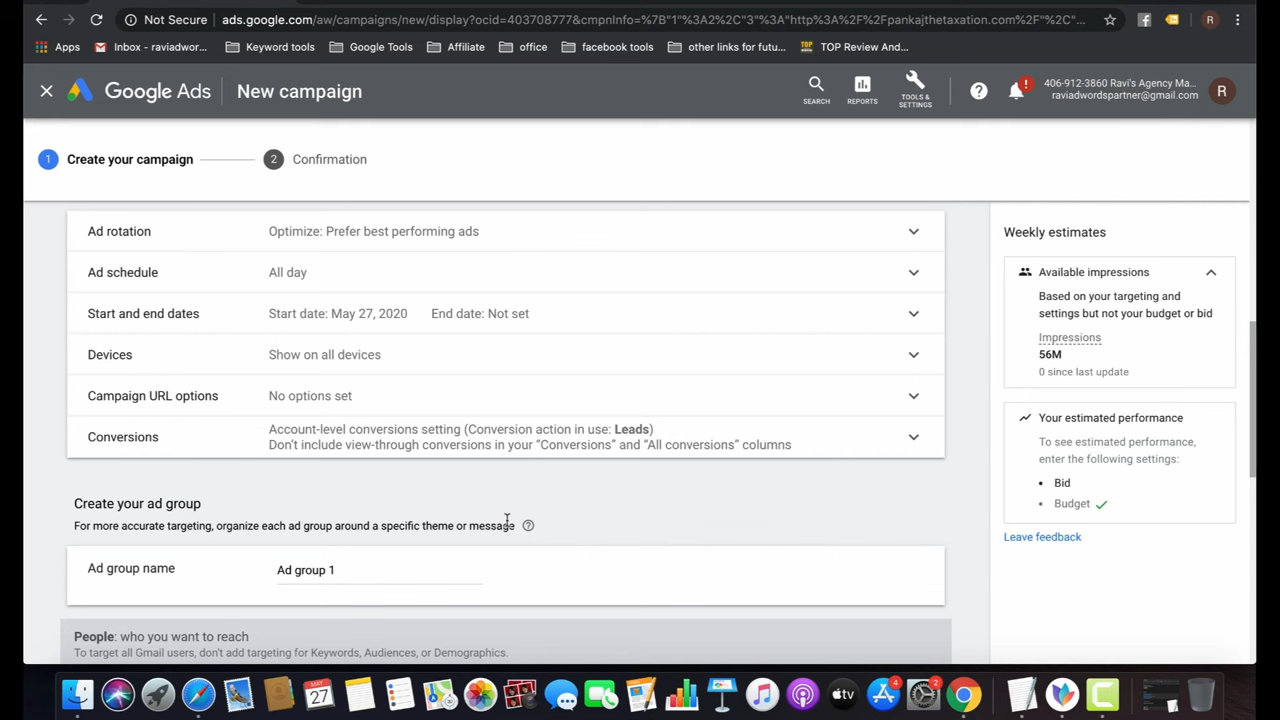 Not Secure
ads.google.com/aw/campaigns/new/display?ocid=403708777&cmpnInfo=%7B"1"%3A2%2C"3"%3A"http%3A%2F%2Fpankajthetaxation.com%2F"%2C"...
R
Apps
Inbox - raviadwor...
Keyword tools
Google Tools
Affiliate
office
facebook tools
other links for futu...
TOP Review And...
Google Ads
New campaign
SEARCH
REPORTS
TOOLS &
SETTINGS
406-912-3860 Ravi's Agency Ma...
raviadwordspartner@gmail.com
R
1 Create your campaign
2 Confirmation
Ad rotation Optimize: Prefer best performing ads
Ad schedule All day
Start and end dates Start date: May 27, 2020 End date: Not set
Devices Show on all devices
Campaign URL options No options set
Conversions Account-level conversions setting (Conversion action in use: Leads)
Don't include view-through conversions in your "Conversions" and "All conversions" columns
Create your ad group
For more accurate targeting, organize each ad group around a specific theme or message
Ad group name Ad group 1
People: who you want to reach
To target all Gmail users, don't add targeting for Keywords, Audiences, or Demographics.
Weekly estimates
Available impressions
Based on your targeting and
settings but not your budget or bid
Impressions
56M
0 since last update
Your estimated performance
To see estimated performance,
enter the following settings:
• Bid
• Budget
Leave feedback
MAY
27
tv
4
2